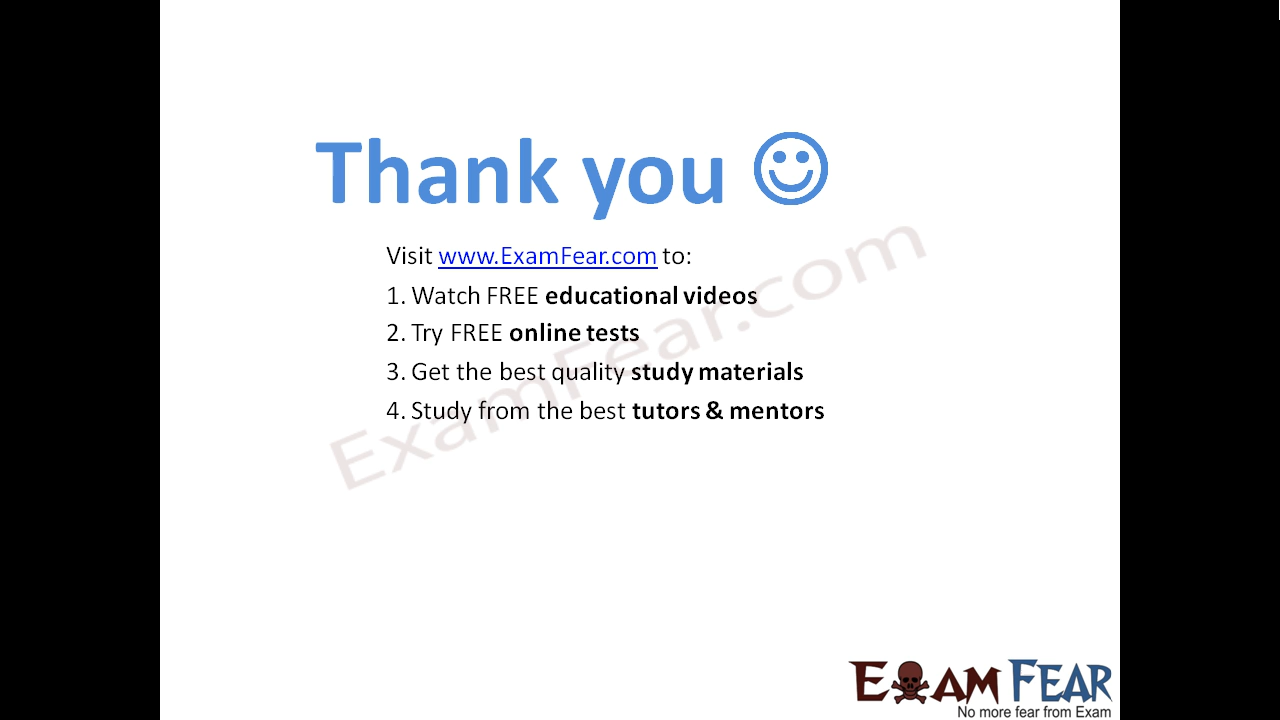 Thank you
Visit www.ExamFear.com to:
1. Watch FREE educational videos
2. Try FREE online tests
3. Get the best quality study materials
4. Study from the best tutors & mentors
ExamFear.com
EXAM FEAR
No more fear from Exam